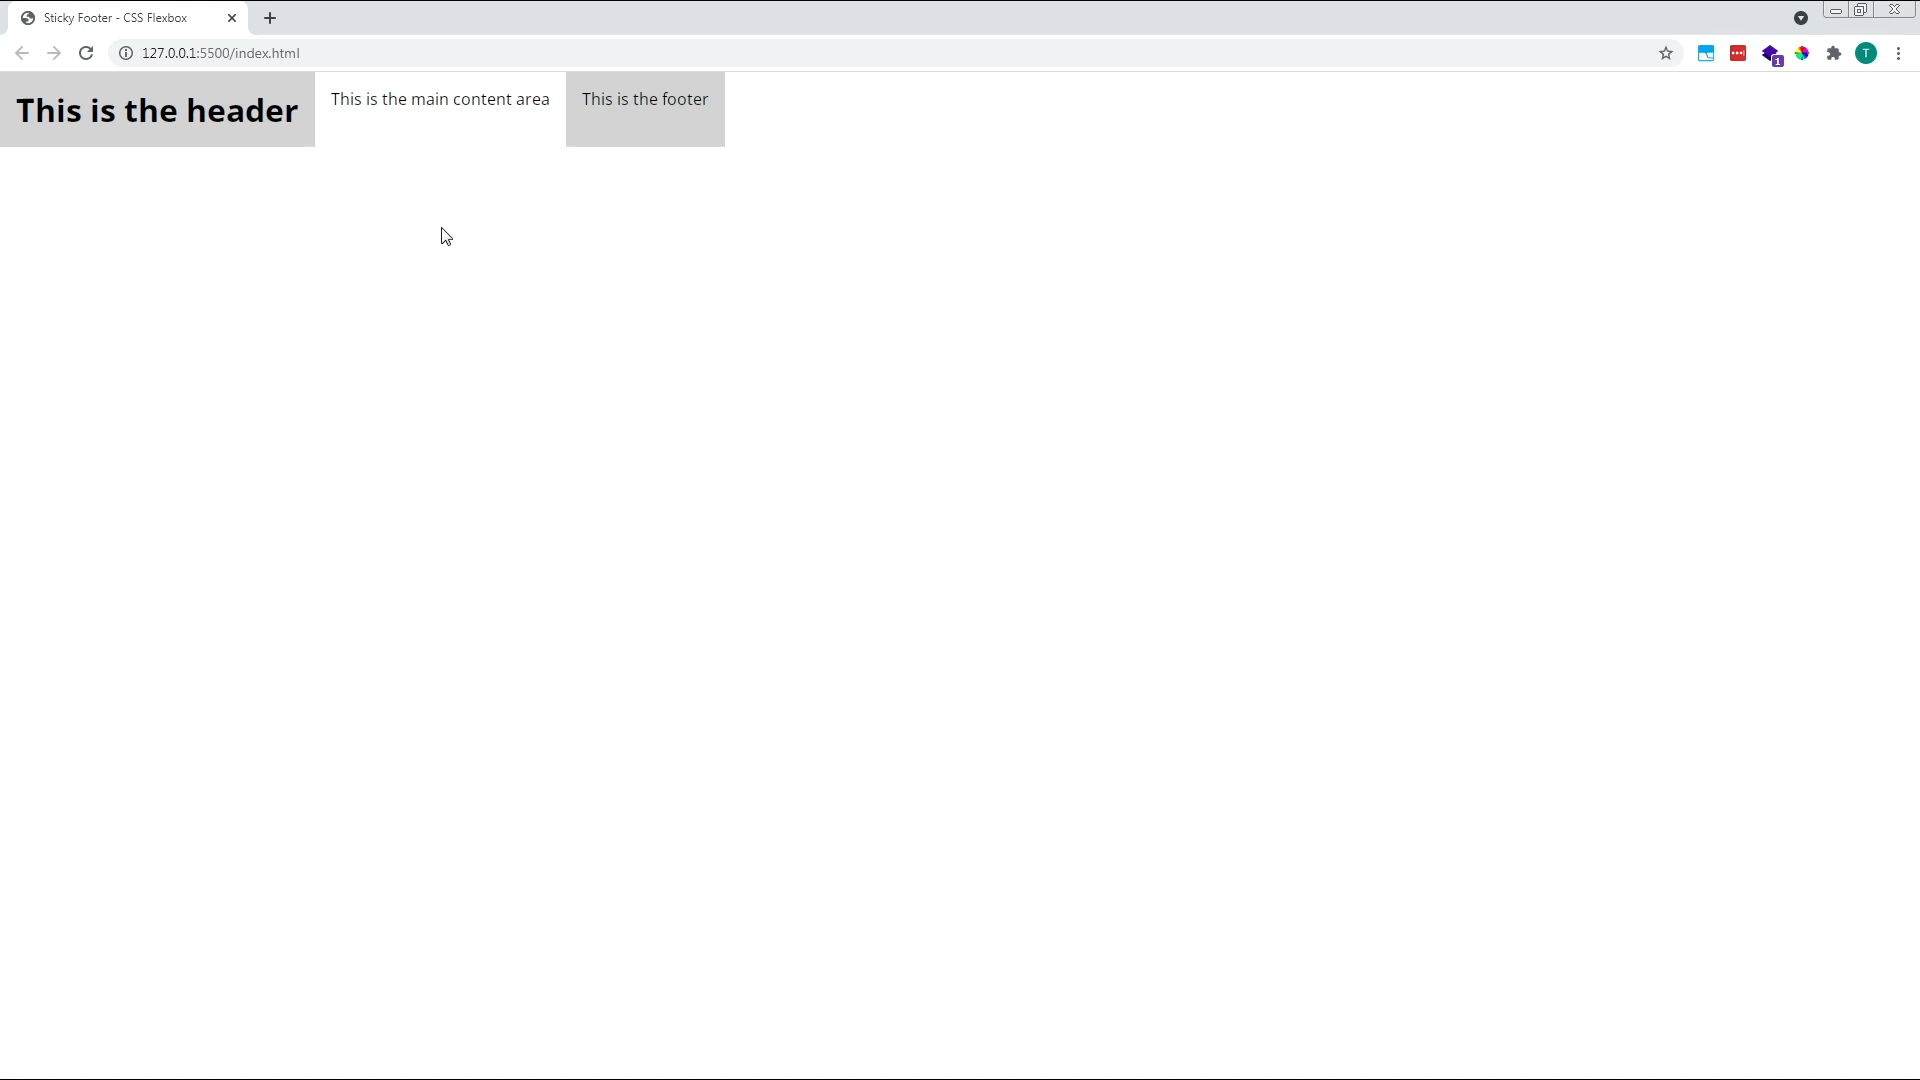 Sticky Footer - CSS Flexbox
127.0.0.1:5500/index.html
1
T
This is the header
This is the main content area
This is the footer